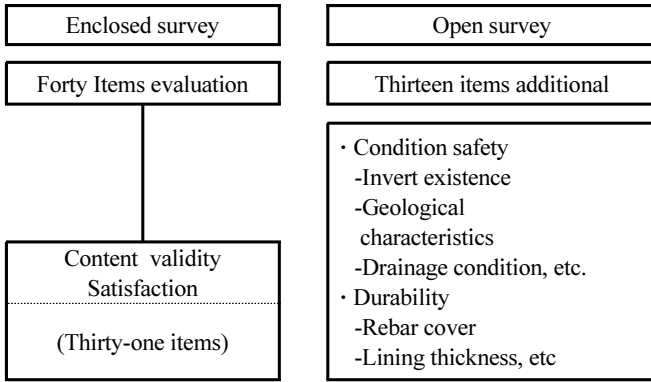 Enclosed survey
Forty Items evaluation
Content validity
Satisfaction
(Thirty-one items)
Open survey
Thirteen items additional
· Condition safety
-Invert existence
-Geological
characteristics
-Drainage condition, etc.
· Durability
-Rebar cover
-Lining thickness, etc